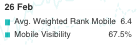 26 Feb
Avg. Weighted Rank Mobile 6.4
Mobile Visibility 67.5%